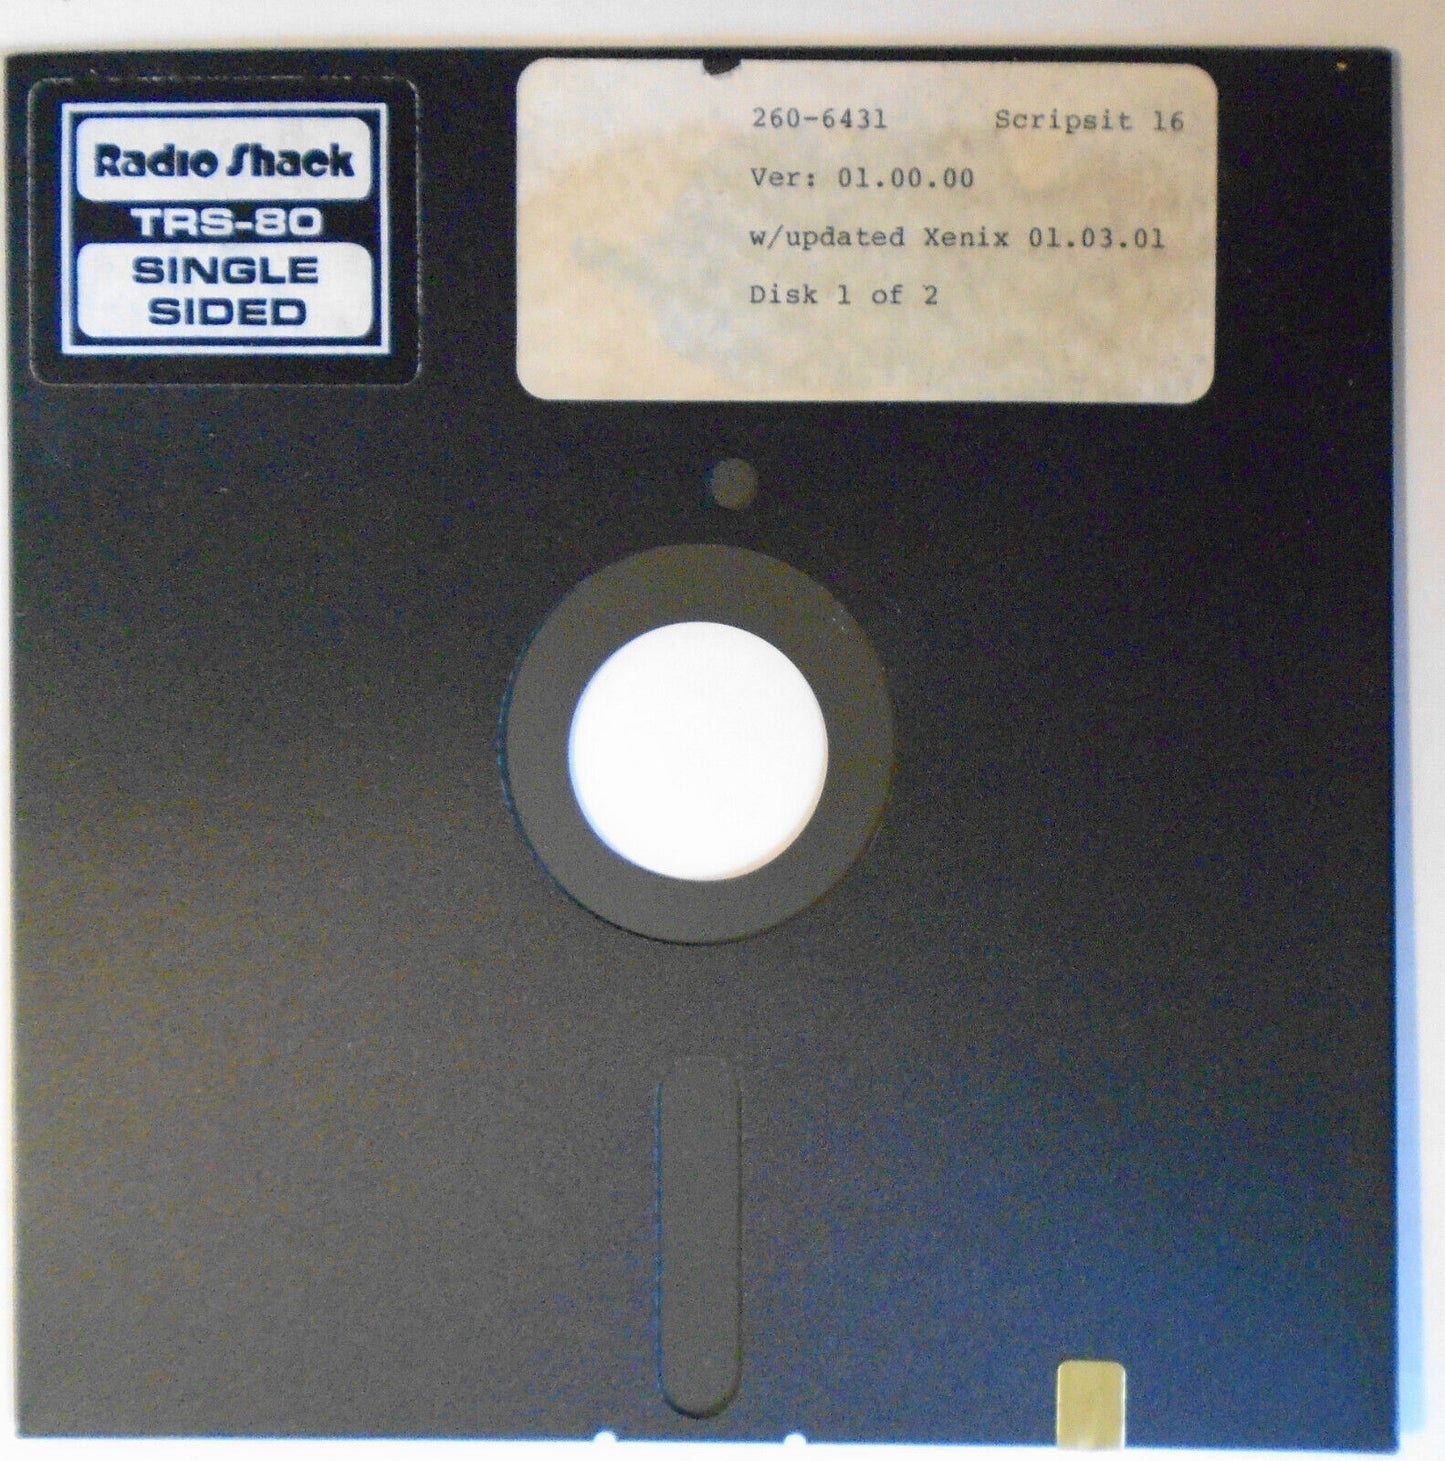 Radio Shack
TRS-80
SINGLE
SIDED
260-6431 Scripsit 16
Ver: 01.00.00
w/updated Xenix 01.03.01
Disk 1 of 2